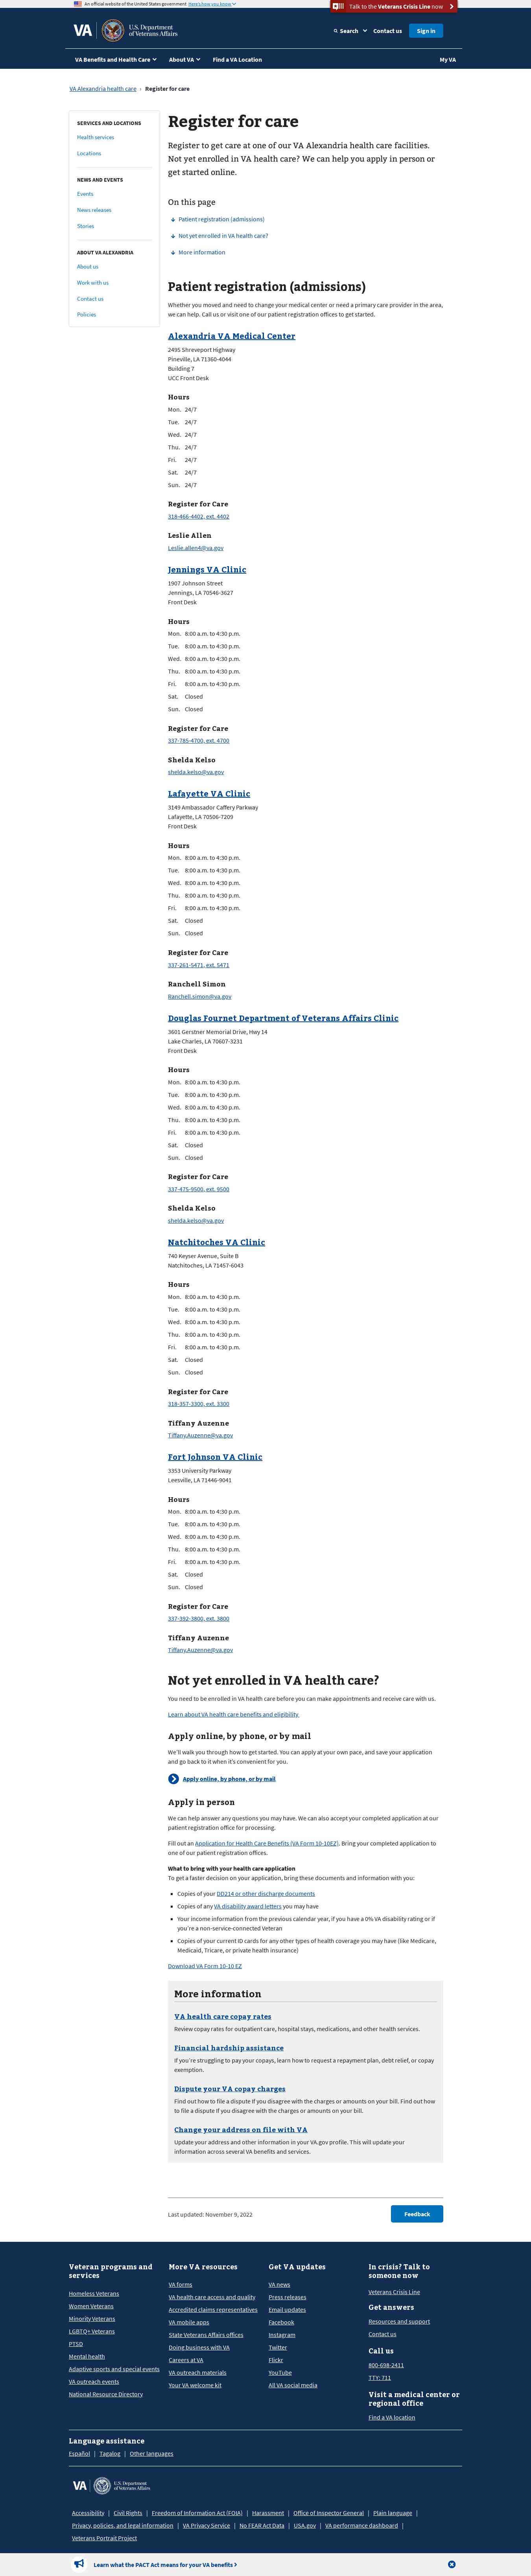 An official website of the United States government Here's how you know
Talk to the Veterans Crisis Line now
VA
U.S. Department
of Veterans Affairs
Search
Contact us
Sign in
VA Benefits and Health Care
About VA
Find a VA Location
My VA
VA Alexandria health care › Register for care
SERVICES AND LOCATIONS
Health services
Locations
NEWS AND EVENTS
Events
News releases
Stories
ABOUT VA ALEXANDRIA
About us
Work with us
Contact us
Policies
Register for care
Register to get care at one of our VA Alexandria health care facilities.
Not yet enrolled in VA health care? We can help you apply in person or
get started online.
On this page
Patient registration (admissions)
Not yet enrolled in VA health care?
More information
Patient registration (admissions)
Whether you moved and need to change your medical center or need a primary care provider in the area,
we can help. Call us or visit one of our patient registration offices to get started.
Alexandria VA Medical Center
2495 Shreveport Highway
Pineville, LA 71360-4044
Building 7
UCC Front Desk
Hours
Mon. 24/7
Tue. 24/7
Wed. 24/7
Thu. 24/7
Fri. 24/7
Sat. 24/7
Sun. 24/7
Register for Care
318-466-4402, ext. 4402
Leslie Allen
Leslie.allen4@va.gov
Jennings VA Clinic
1907 Johnson Street
Jennings, LA 70546-3627
Front Desk
Hours
Mon. 8:00 a.m. to 4:30 p.m.
Tue. 8:00 a.m. to 4:30 p.m.
Wed. 8:00 a.m. to 4:30 p.m.
Thu. 8:00 a.m. to 4:30 p.m.
Fri. 8:00 a.m. to 4:30 p.m.
Sat. Closed
Sun. Closed
Register for Care
337-785-4700, ext. 4700
Shelda Kelso
shelda.kelso@va.gov
Lafayette VA Clinic
3149 Ambassador Caffery Parkway
Lafayette, LA 70506-7209
Front Desk
Hours
Mon. 8:00 a.m. to 4:30 p.m.
Tue. 8:00 a.m. to 4:30 p.m.
Wed. 8:00 a.m. to 4:30 p.m.
Thu. 8:00 a.m. to 4:30 p.m.
Fri. 8:00 a.m. to 4:30 p.m.
Sat. Closed
Sun. Closed
Register for Care
337-261-5471, ext. 5471
Ranchell Simon
Ranchell.simon@va.gov
Douglas Fournet Department of Veterans Affairs Clinic
3601 Gerstner Memorial Drive, Hwy 14
Lake Charles, LA 70607-3231
Front Desk
Hours
Mon. 8:00 a.m. to 4:30 p.m.
Tue. 8:00 a.m. to 4:30 p.m.
Wed. 8:00 a.m. to 4:30 p.m.
Thu. 8:00 a.m. to 4:30 p.m.
Fri. 8:00 a.m. to 4:30 p.m.
Sat. Closed
Sun. Closed
Register for Care
337-475-9500, ext. 9500
Shelda Kelso
shelda.kelso@va.gov
Natchitoches VA Clinic
740 Keyser Avenue, Suite B
Natchitoches, LA 71457-6043
Hours
Mon. 8:00 a.m. to 4:30 p.m.
Tue. 8:00 a.m. to 4:30 p.m.
Wed. 8:00 a.m. to 4:30 p.m.
Thu. 8:00 a.m. to 4:30 p.m.
Fri. 8:00 a.m. to 4:30 p.m.
Sat. Closed
Sun. Closed
Register for Care
318-357-3300, ext. 3300
Tiffany Auzenne
Tiffany.Auzenne@va.gov
Fort Johnson VA Clinic
3353 University Parkway
Leesville, LA 71446-9041
Hours
Mon. 8:00 a.m. to 4:30 p.m.
Tue. 8:00 a.m. to 4:30 p.m.
Wed. 8:00 a.m. to 4:30 p.m.
Thu. 8:00 a.m. to 4:30 p.m.
Fri. 8:00 a.m. to 4:30 p.m.
Sat. Closed
Sun. Closed
Register for Care
337-392-3800, ext. 3800
Tiffany Auzenne
Tiffany.Auzenne@va.gov
Not yet enrolled in VA health care?
You need to be enrolled in VA health care before you can make appointments and receive care with us.
Learn about VA health care benefits and eligibility
Apply online, by phone, or by mail
We'll walk you through how to get started. You can apply at your own pace, and save your application
and go back to it when it's convenient for you.
Apply online, by phone, or by mail
Apply in person
We can help answer any questions you may have. We can also accept your completed application at our
patient registration office for processing.
Fill out an Application for Health Care Benefits (VA Form 10-10EZ). Bring your completed application to
one of our patient registration offices.
What to bring with your health care application
To get a faster decision on your application, bring these documents and information with you:
• Copies of your DD214 or other discharge documents
• Copies of any VA disability award letters you may have
• Your income information from the previous calendar year, if you have a 0% VA disability rating or if
you're a non-service-connected Veteran
• Copies of your current ID cards for any other types of health coverage you may have (like Medicare,
Medicaid, Tricare, or private health insurance)
Download VA Form 10-10 EZ
More information
VA health care copay rates
Review copay rates for outpatient care, hospital stays, medications, and other health services.
Financial hardship assistance
If you're struggling to pay your copays, learn how to request a repayment plan, debt relief, or copay
exemption.
Dispute your VA copay charges
Find out how to file a dispute if you disagree with the charges or amounts on your bill. Find out how
to file a dispute if you disagree with the charges or amounts on your bill.
Change your address on file with VA
Update your address and other information in your VA.gov profile. This will update your
information across several VA benefits and services.
Last updated: November 9, 2022
Feedback
Veteran programs and
services
Homeless Veterans
Women Veterans
Minority Veterans
LGBTQ+ Veterans
PTSD
Mental health
Adaptive sports and special events
VA outreach events
National Resource Directory
More VA resources
VA forms
VA health care access and quality
Accredited claims representatives
VA mobile apps
State Veterans Affairs offices
Doing business with VA
Careers at VA
VA outreach materials
Your VA welcome kit
Get VA updates
VA news
Press releases
Email updates
Facebook
Instagram
Twitter
Flickr
YouTube
All VA social media
In crisis? Talk to
someone now
Veterans Crisis Line
Get answers
Resources and support
Contact us
Call us
800-698-2411
TTY: 711
Visit a medical center or
regional office
Find a VA location
Language assistance
Español | Tagalog | Other languages
VA
U.S. Department
of Veterans Affairs
Accessibility | Civil Rights | Freedom of Information Act (FOIA) | Harassment | Office of Inspector General | Plain language |
Privacy, policies, and legal information | VA Privacy Service | No FEAR Act Data | USA.gov | VA performance dashboard |
Veterans Portrait Project
Learn what the PACT Act means for your VA benefits